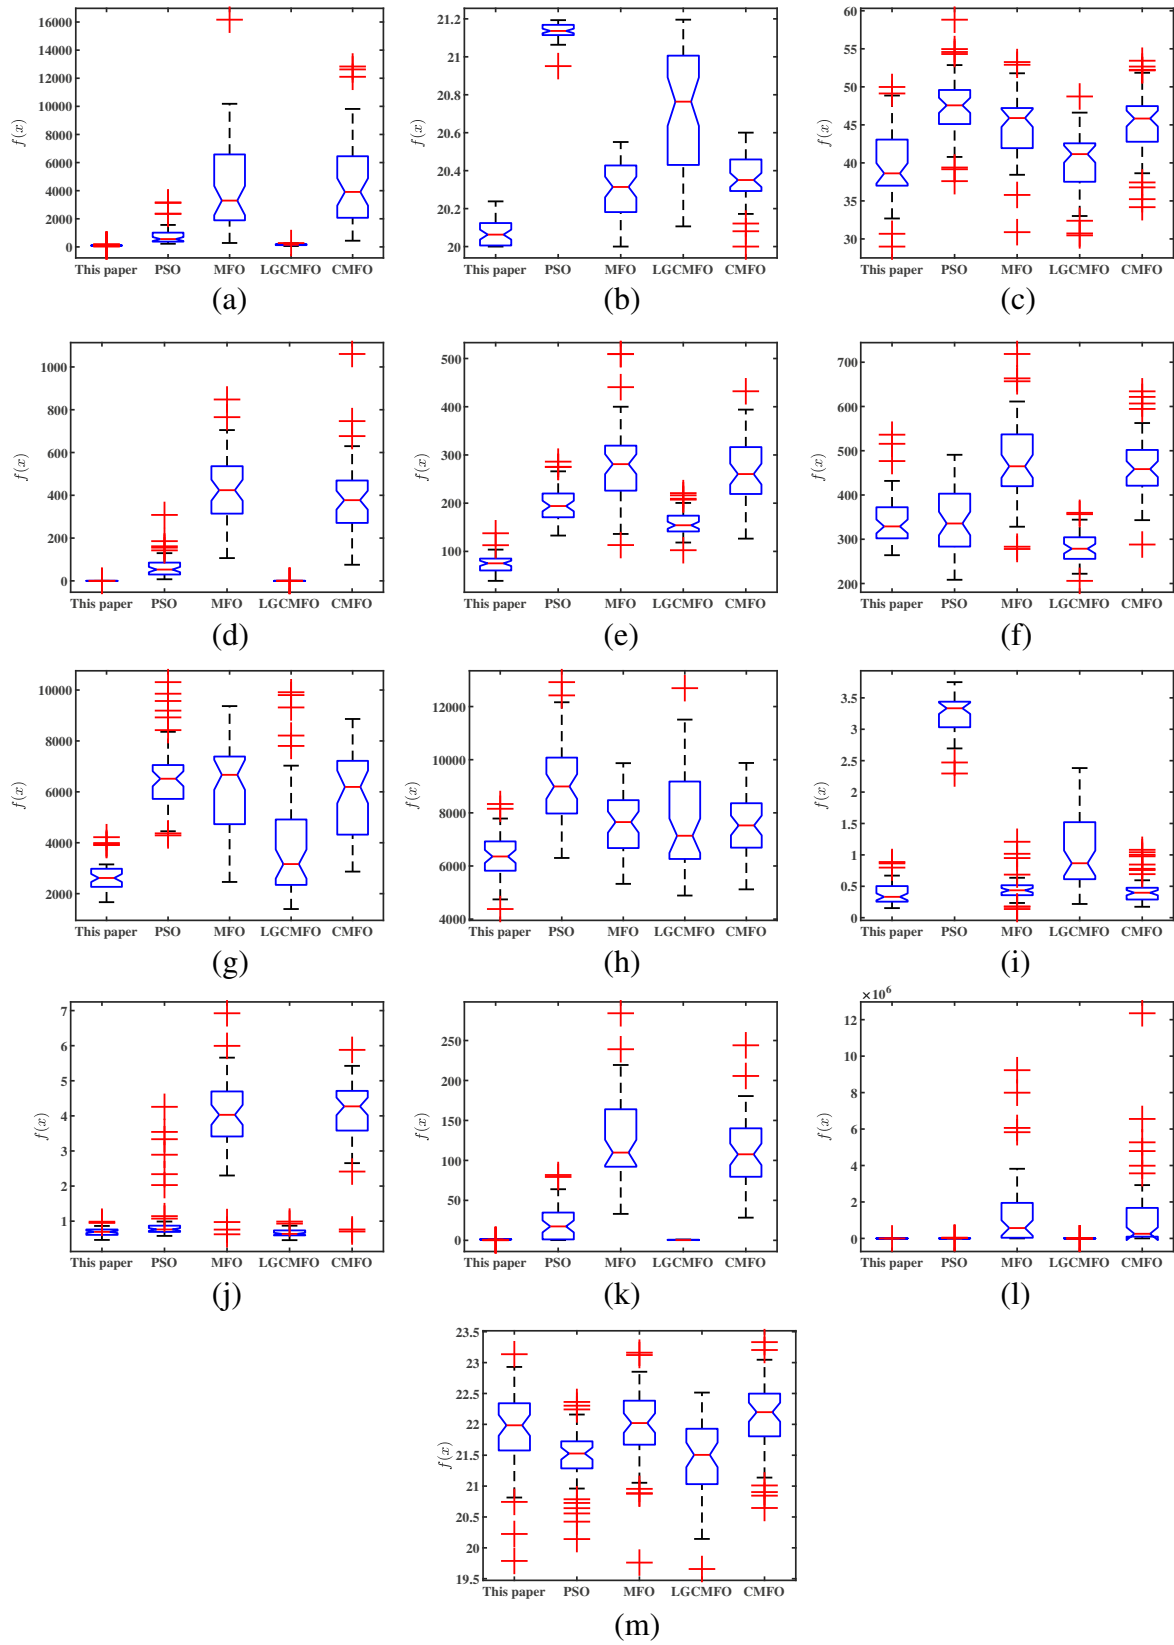 16000
14000
12000
10000
8000
6000
4000
2000
0
f(x)
This paper PSO MFO LGCMFO CMFO
(a)
21.2
21
20.8
20.6
20.4
20.2
20
f(x)
This paper PSO MFO LGCMFO CMFO
(b)
60
55
50
45
40
35
30
f(x)
This paper PSO MFO LGCMFO CMFO
(c)
1000
800
600
400
200
0
f(x)
This paper PSO MFO LGCMFO CMFO
(d)
500
400
300
200
100
f(x)
This paper PSO MFO LGCMFO CMFO
(e)
700
600
500
400
300
200
f(x)
This paper PSO MFO LGCMFO CMFO
(f)
10000
8000
6000
4000
2000
f(x)
This paper PSO MFO LGCMFO CMFO
(g)
12000
10000
8000
6000
4000
f(x)
This paper PSO MFO LGCMFO CMFO
(h)
3.5
3
2.5
2
1.5
1
0.5
0
f(x)
This paper PSO MFO LGCMFO CMFO
(i)
7
6
5
4
3
2
1
f(x)
This paper PSO MFO LGCMFO CMFO
(j)
250
200
150
100
50
0
f(x)
This paper PSO MFO LGCMFO CMFO
(k)
×10⁶
12
10
8
6
4
2
0
f(x)
This paper PSO MFO LGCMFO CMFO
(l)
23.5
23
22.5
22
21.5
21
20.5
20
19.5
f(x)
This paper PSO MFO LGCMFO CMFO
(m)